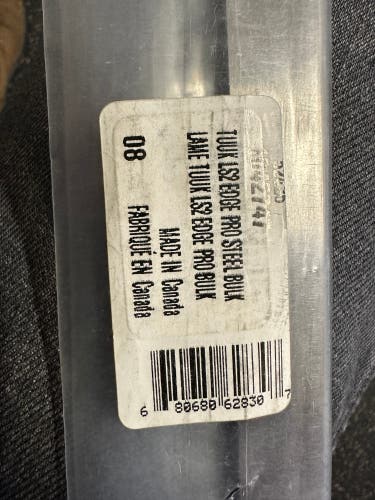 TUUK LS2 EDGE PRO STEEL BULK
LAME TUUK LS2 EDGE PRO BULK
08
MADE IN Canada
FABRIQUÉ EN Canada
6 80680 62830 7